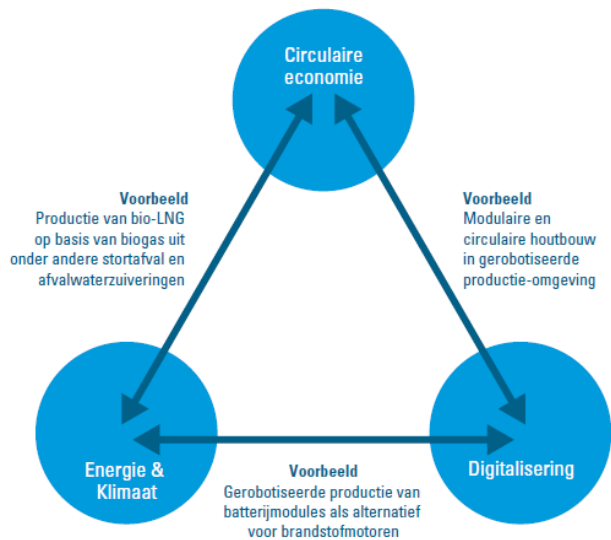 Circulaire
economie
Voorbeeld
Productie van bio-LNG
op basis van biogas uit
onder andere stortafval en
afvalwaterzuiveringen
Voorbeeld
Modulaire en
circulaire houtbouw
in gerobotiseerde
productie-omgeving
Energie &
Klimaat
Voorbeeld
Gerobotiseerde productie van
batterijmodules als alternatief
voor brandstofmotoren
Digitalisering